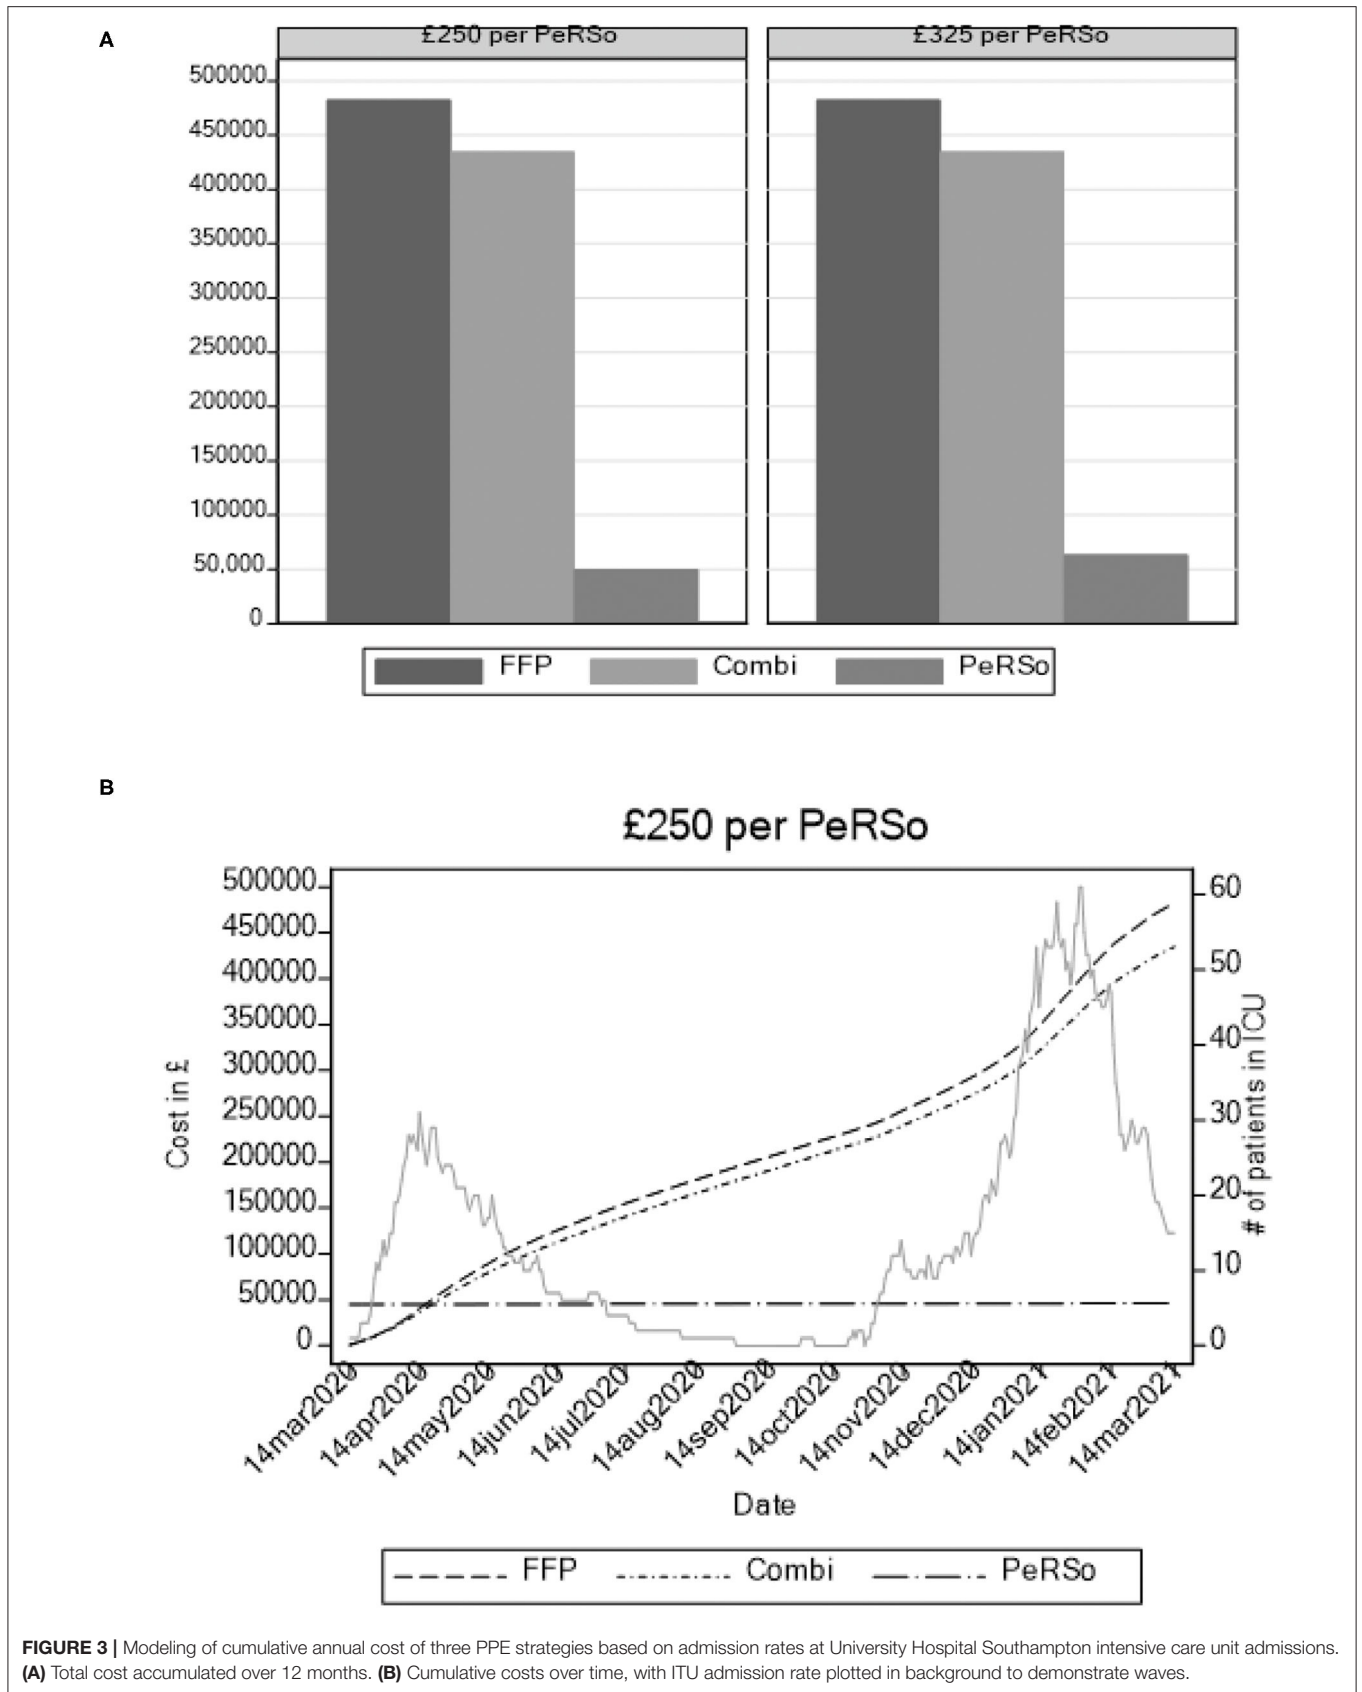 A
£250 per PeRSo
£325 per PeRSo
500000
450000
400000
350000
300000
250000
200000
150000
100000
50,000
0
FFP Combi PeRSo
B
£250 per PeRSo
Cost in £
500000
450000
400000
350000
300000
250000
200000
150000
100000
50000
0
60
50
40
30
20
10
0
# of patients in ICU
14mar2020
14apr2020
14may2020
14jun2020
14jul2020
14aug2020
14sep2020
14oct2020
14nov2020
14dec2020
14jan2021
14feb2021
14mar2021
Date
FFP Combi PeRSo
FIGURE 3 | Modeling of cumulative annual cost of three PPE strategies based on admission rates at University Hospital Southampton intensive care unit admissions.
(A) Total cost accumulated over 12 months. (B) Cumulative costs over time, with ITU admission rate plotted in background to demonstrate waves.